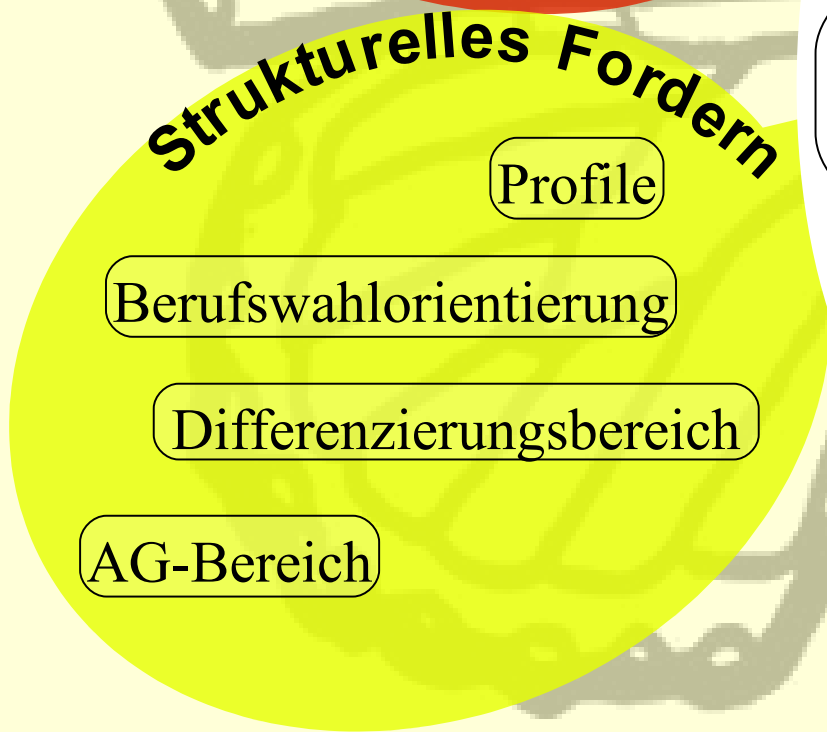 Strukturelles Fordern
Profile
Berufswahlorientierung
Differenzierungsbereich
AG-Bereich